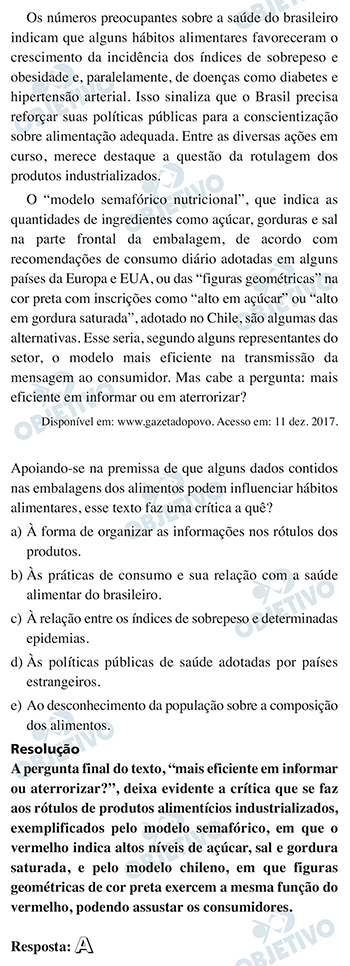 Os números preocupantes sobre a saúde do brasileiro
indicam que alguns hábitos alimentares favoreceram o
crescimento da incidência dos índices de sobrepeso e
obesidade e, paralelamente, de doenças como diabetes e
hipertensão arterial. Isso sinaliza que o Brasil precisa
reforçar suas políticas públicas para a conscientização
sobre alimentação adequada. Entre as diversas ações em
curso, merece destaque a questão da rotulagem dos
produtos industrializados.
O “modelo semafórico nutricional”, que indica as
quantidades de ingredientes como açúcar, gorduras e sal
na parte frontal da embalagem, de acordo com
recomendações de consumo diário adotadas em alguns
países da Europa e EUA, ou das “figuras geométricas” na
cor preta com inscrições como “alto em açúcar” ou “alto
em gordura saturada”, adotado no Chile, são algumas das
alternativas. Esse seria, segundo alguns representantes do
setor, o modelo mais eficiente na transmissão da
mensagem ao consumidor. Mas cabe a pergunta: mais
eficiente em informar ou em aterrorizar?
Disponível em: www.gazetadopovo. Acesso em: 11 dez. 2017.
Apoiando-se na premissa de que alguns dados contidos
nas embalagens dos alimentos podem influenciar hábitos
alimentares, esse texto faz uma crítica a quê?
a) À forma de organizar as informações nos rótulos dos
produtos.
b) Às práticas de consumo e sua relação com a saúde
alimentar do brasileiro.
c) À relação entre os índices de sobrepeso e determinadas
epidemias.
d) Às políticas públicas de saúde adotadas por países
estrangeiros.
e) Ao desconhecimento da população sobre a composição
dos alimentos.
Resolução
A pergunta final do texto, “mais eficiente em informar
ou aterrorizar?”, deixa evidente a crítica que se faz
aos rótulos de produtos alimentícios industrializados,
exemplificados pelo modelo semafórico, em que o
vermelho indica altos níveis de açúcar, sal e gordura
saturada, e pelo modelo chileno, em que figuras
geométricas de cor preta exercem a mesma função do
vermelho, podendo assustar os consumidores.
Resposta: A
OBJETIVO
OBJETIVO
OBJETIVO
OBJETIVO
OBJETIVO
OBJETIVO
OBJETIVO
OBJETIVO
OBJETIVO
OBJETIVO
OBJETIVO